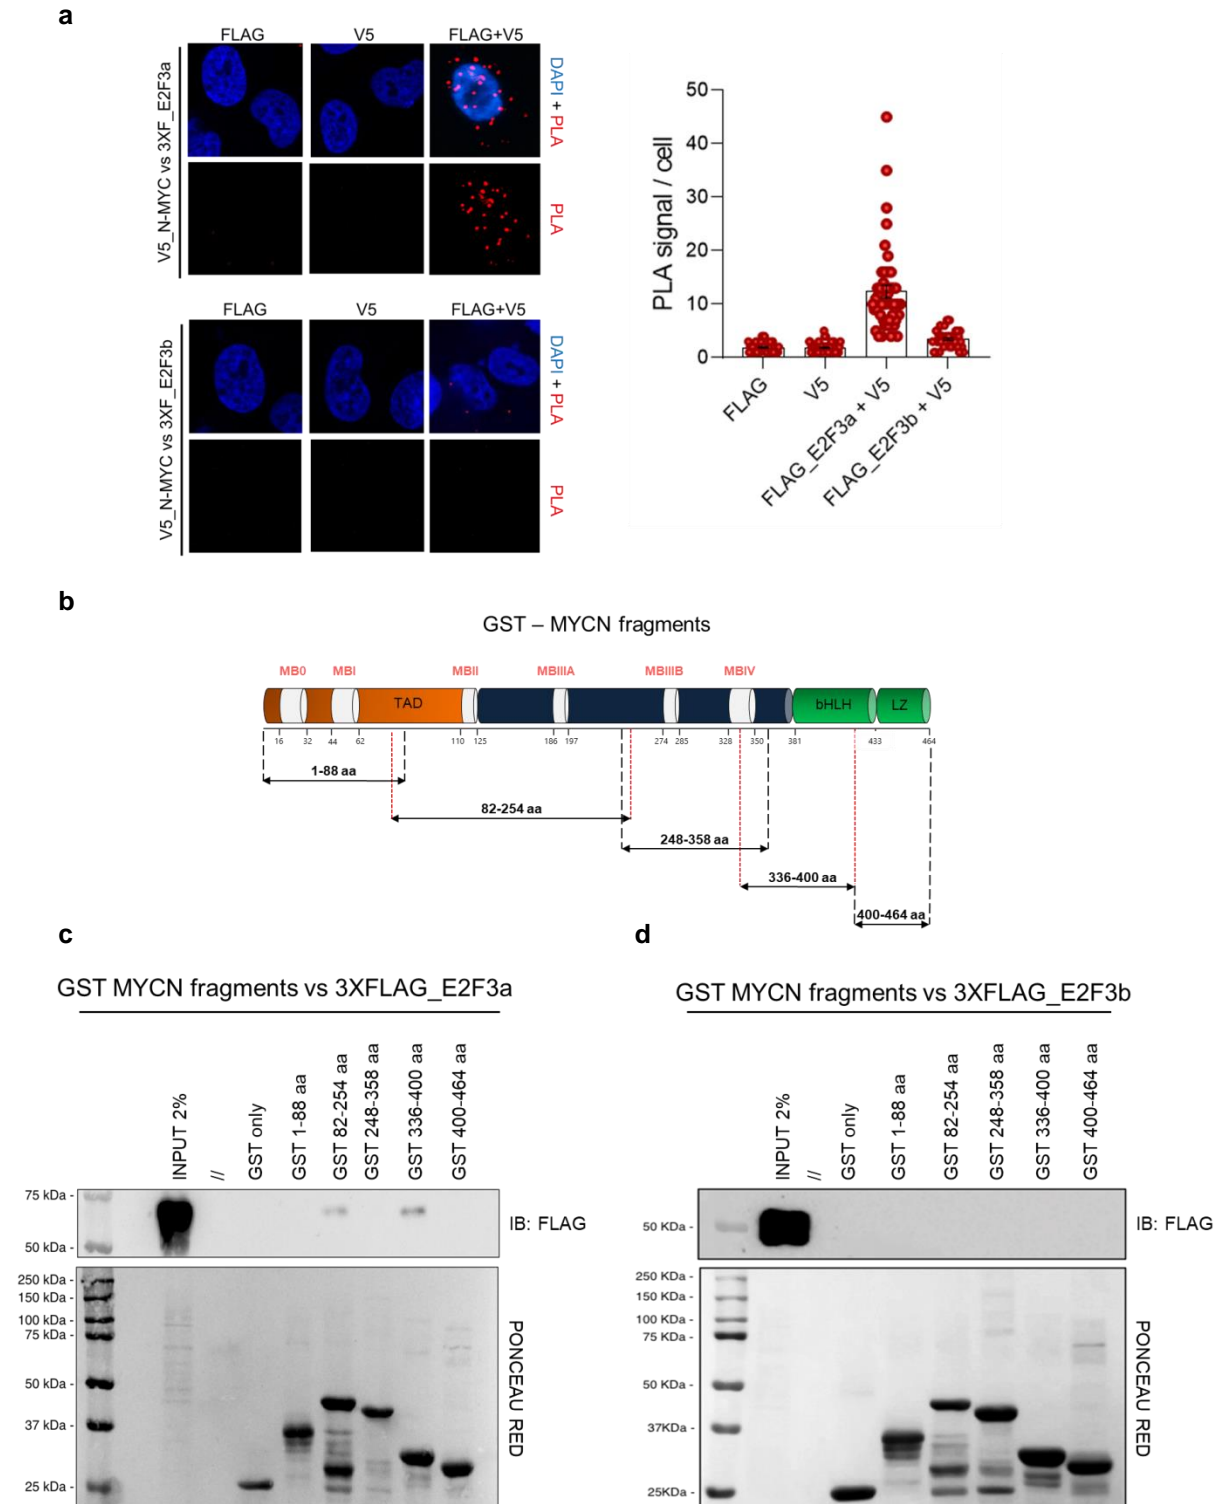 a
FLAG V5 FLAG+V5
V5_N-MYC vs 3XF_E2F3a
DAPI + PLA
PLA
FLAG V5 FLAG+V5
V5_N-MYC vs 3XF_E2F3b
DAPI + PLA
PLA
PLA signal / cell
50
40
30
20
10
0
FLAG
V5
FLAG_E2F3a + V5
FLAG_E2F3b + V5
b
GST – MYCN fragments
MB0 MBI MBII MBIIIA MBIIIB MBIV
TAD bHLH LZ
16 32 44 62 110 125 186 197 274 285 328 350 381 433 464
1-88 aa
82-254 aa
248-358 aa
336-400 aa
400-464 aa
c
GST MYCN fragments vs 3XFLAG_E2F3a
INPUT 2%
//
GST only
GST 1-88 aa
GST 82-254 aa
GST 248-358 aa
GST 336-400 aa
GST 400-464 aa
75 kDa -
50 kDa -
IB: FLAG
250 kDa -
150 kDa -
100 kDa -
75 kDa -
50 kDa -
37 kDa -
25 kDa -
PONCEAU RED
d
GST MYCN fragments vs 3XFLAG_E2F3b
INPUT 2%
//
GST only
GST 1-88 aa
GST 82-254 aa
GST 248-358 aa
GST 336-400 aa
GST 400-464 aa
50 KDa -
IB: FLAG
250 KDa -
150 KDa -
100 KDa -
75 KDa -
50 KDa -
37KDa -
25KDa -
PONCEAU RED